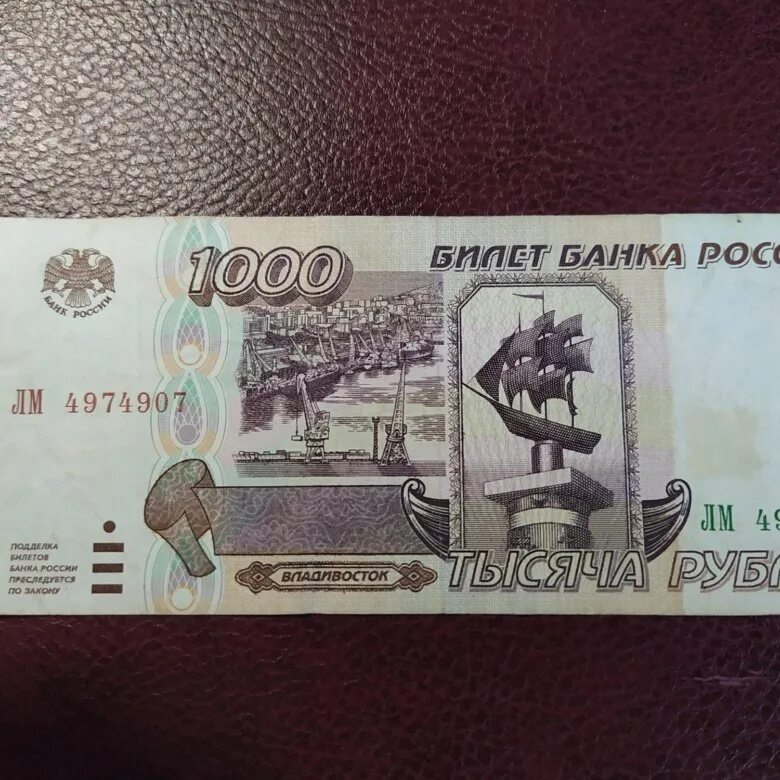 1000
БИЛЕТ БАНКА РОСС
БАНК РОССИИ
ЛМ 4974907
ЛМ 49
ПОДДЕЛКА
БИЛЕТОВ
БАНКА РОССИИ
ПРЕСЛЕДУЕТСЯ
ПО ЗАКОНУ
ВЛАДИВОСТОК
ТЫСЯЧА РУБЛ